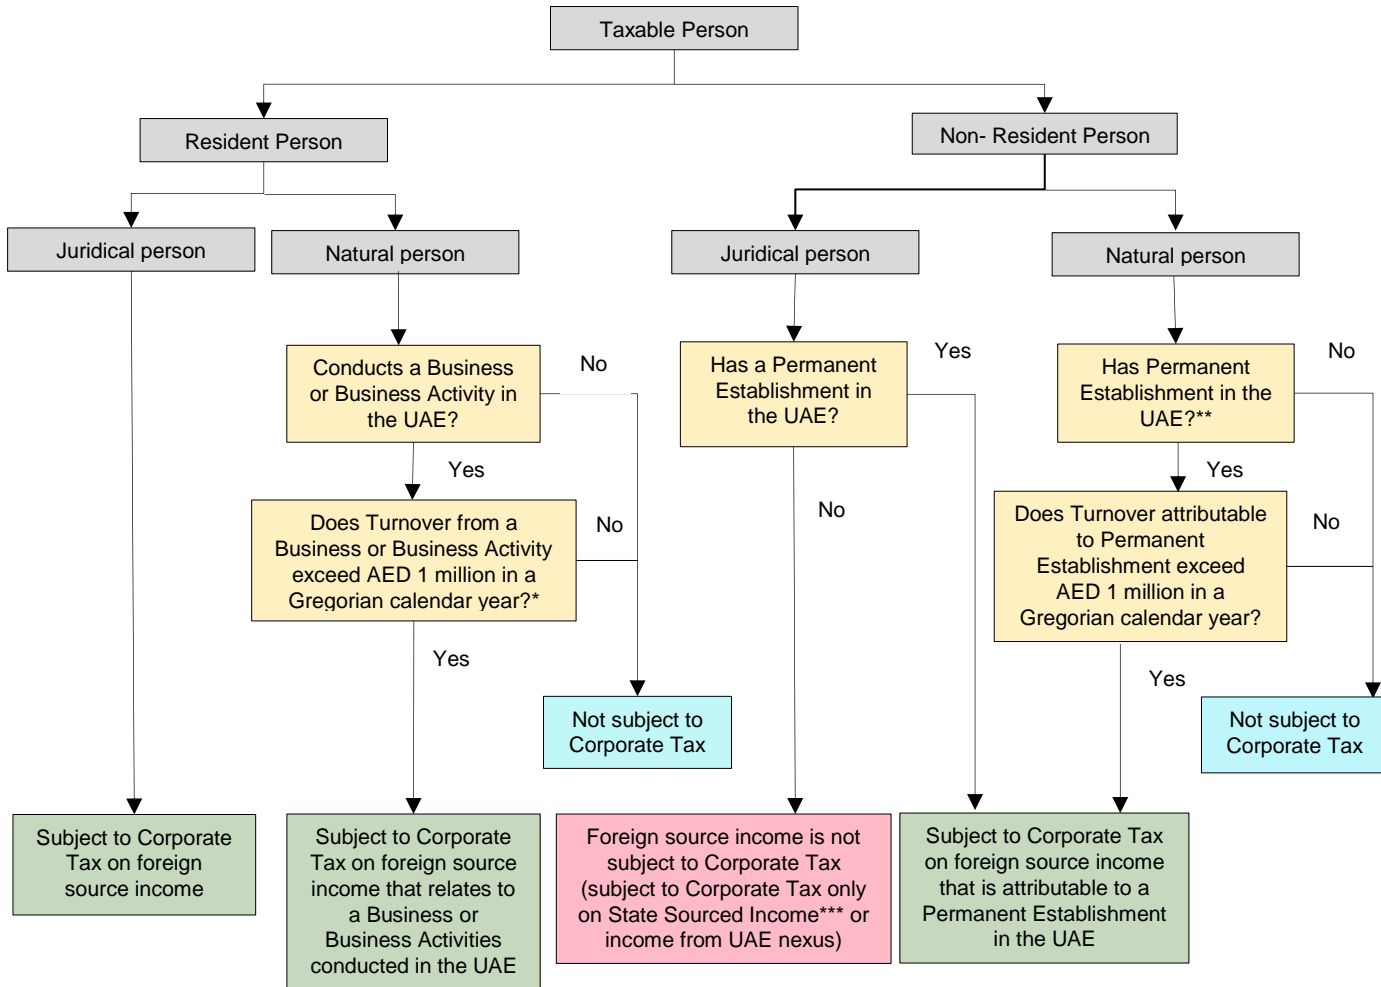 Taxable Person
Resident Person
Non- Resident Person
Juridical person
Natural person
Juridical person
Natural person
Conducts a Business
or Business Activity in
the UAE?
No
Has a Permanent
Establishment in
the UAE?
Yes
Has Permanent
Establishment in the
UAE?**
No
Yes
Yes
Does Turnover from a
Business or Business Activity
exceed AED 1 million in a
Gregorian calendar year?*
No
No
Does Turnover attributable
to Permanent
Establishment exceed
AED 1 million in a
Gregorian calendar year?
No
Yes
Yes
Not subject to
Corporate Tax
Not subject to
Corporate Tax
Subject to Corporate
Tax on foreign
source income
Subject to Corporate
Tax on foreign source
income that relates to
a Business or
Business Activities
conducted in the UAE
Foreign source income is not
subject to Corporate Tax
(subject to Corporate Tax only
on State Sourced Income*** or
income from UAE nexus)
Subject to Corporate Tax
on foreign source income
that is attributable to a
Permanent Establishment
in the UAE